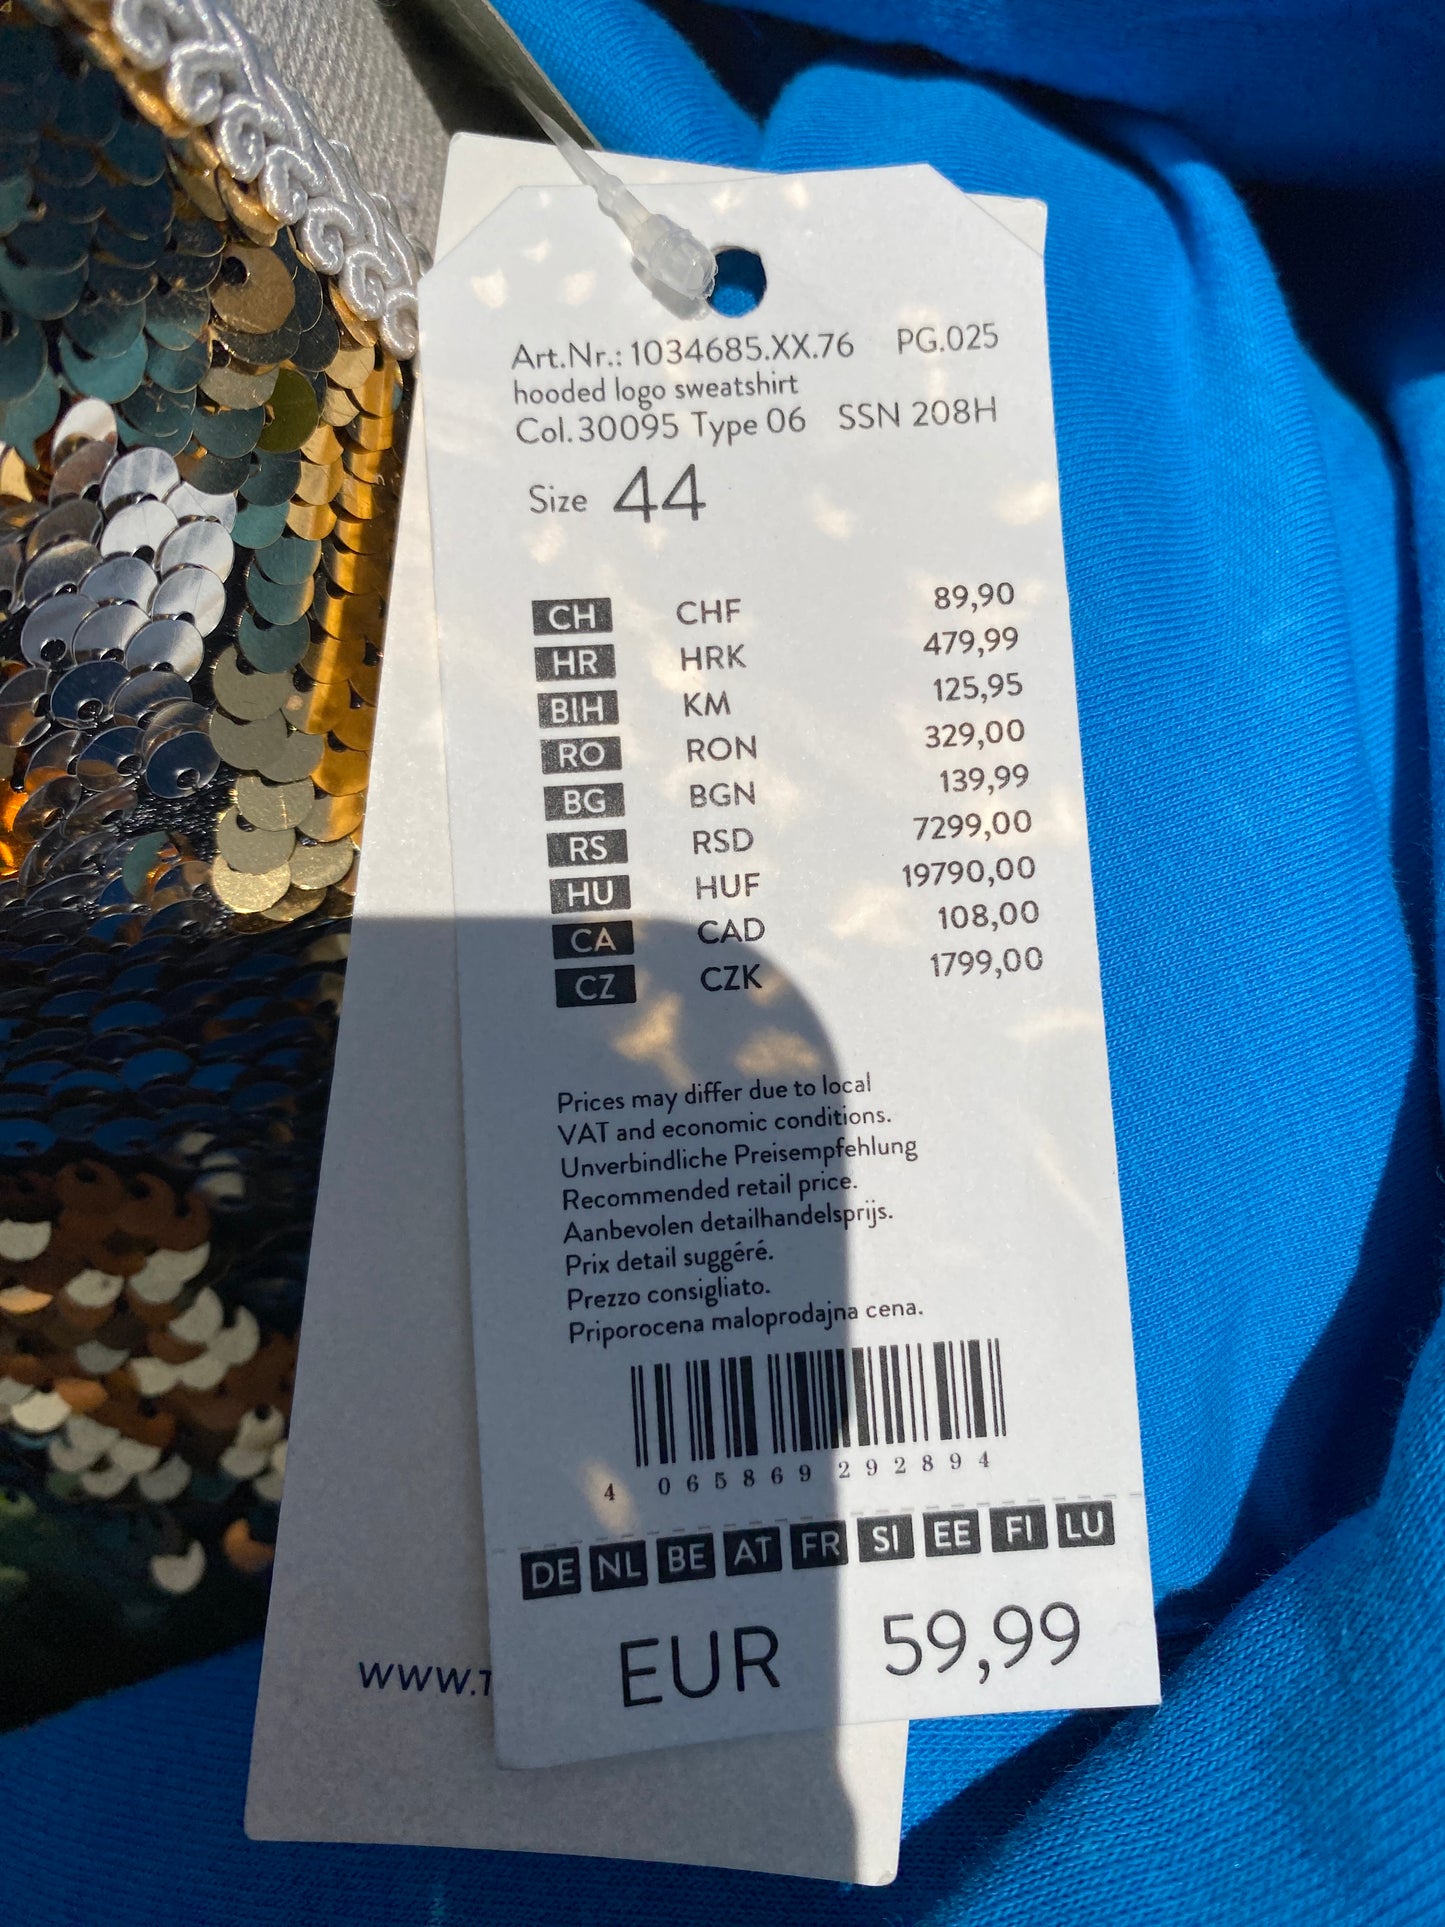 Art.Nr.: 1034685.XX.76 PG.025
hooded logo sweatshirt
Col.30095 Type 06 SSN 208H
Size 44
CH CHF 89,90
HR HRK 479,99
BIH KM 125,95
RO RON 329,00
BG BGN 139,99
RS RSD 7299,00
HU HUF 19790,00
CA CAD 108,00
CZ CZK 1799,00
Prices may differ due to local
VAT and economic conditions.
Unverbindliche Preisempfehlung
Recommended retail price.
Aanbevolen detailhandelsprijs.
Prix detail suggéré.
Prezzo consigliato.
Priporocena maloprodajna cena.
4 065869 292894
DE NL BE AT FR SI EE FI LU
EUR 59,99
www.